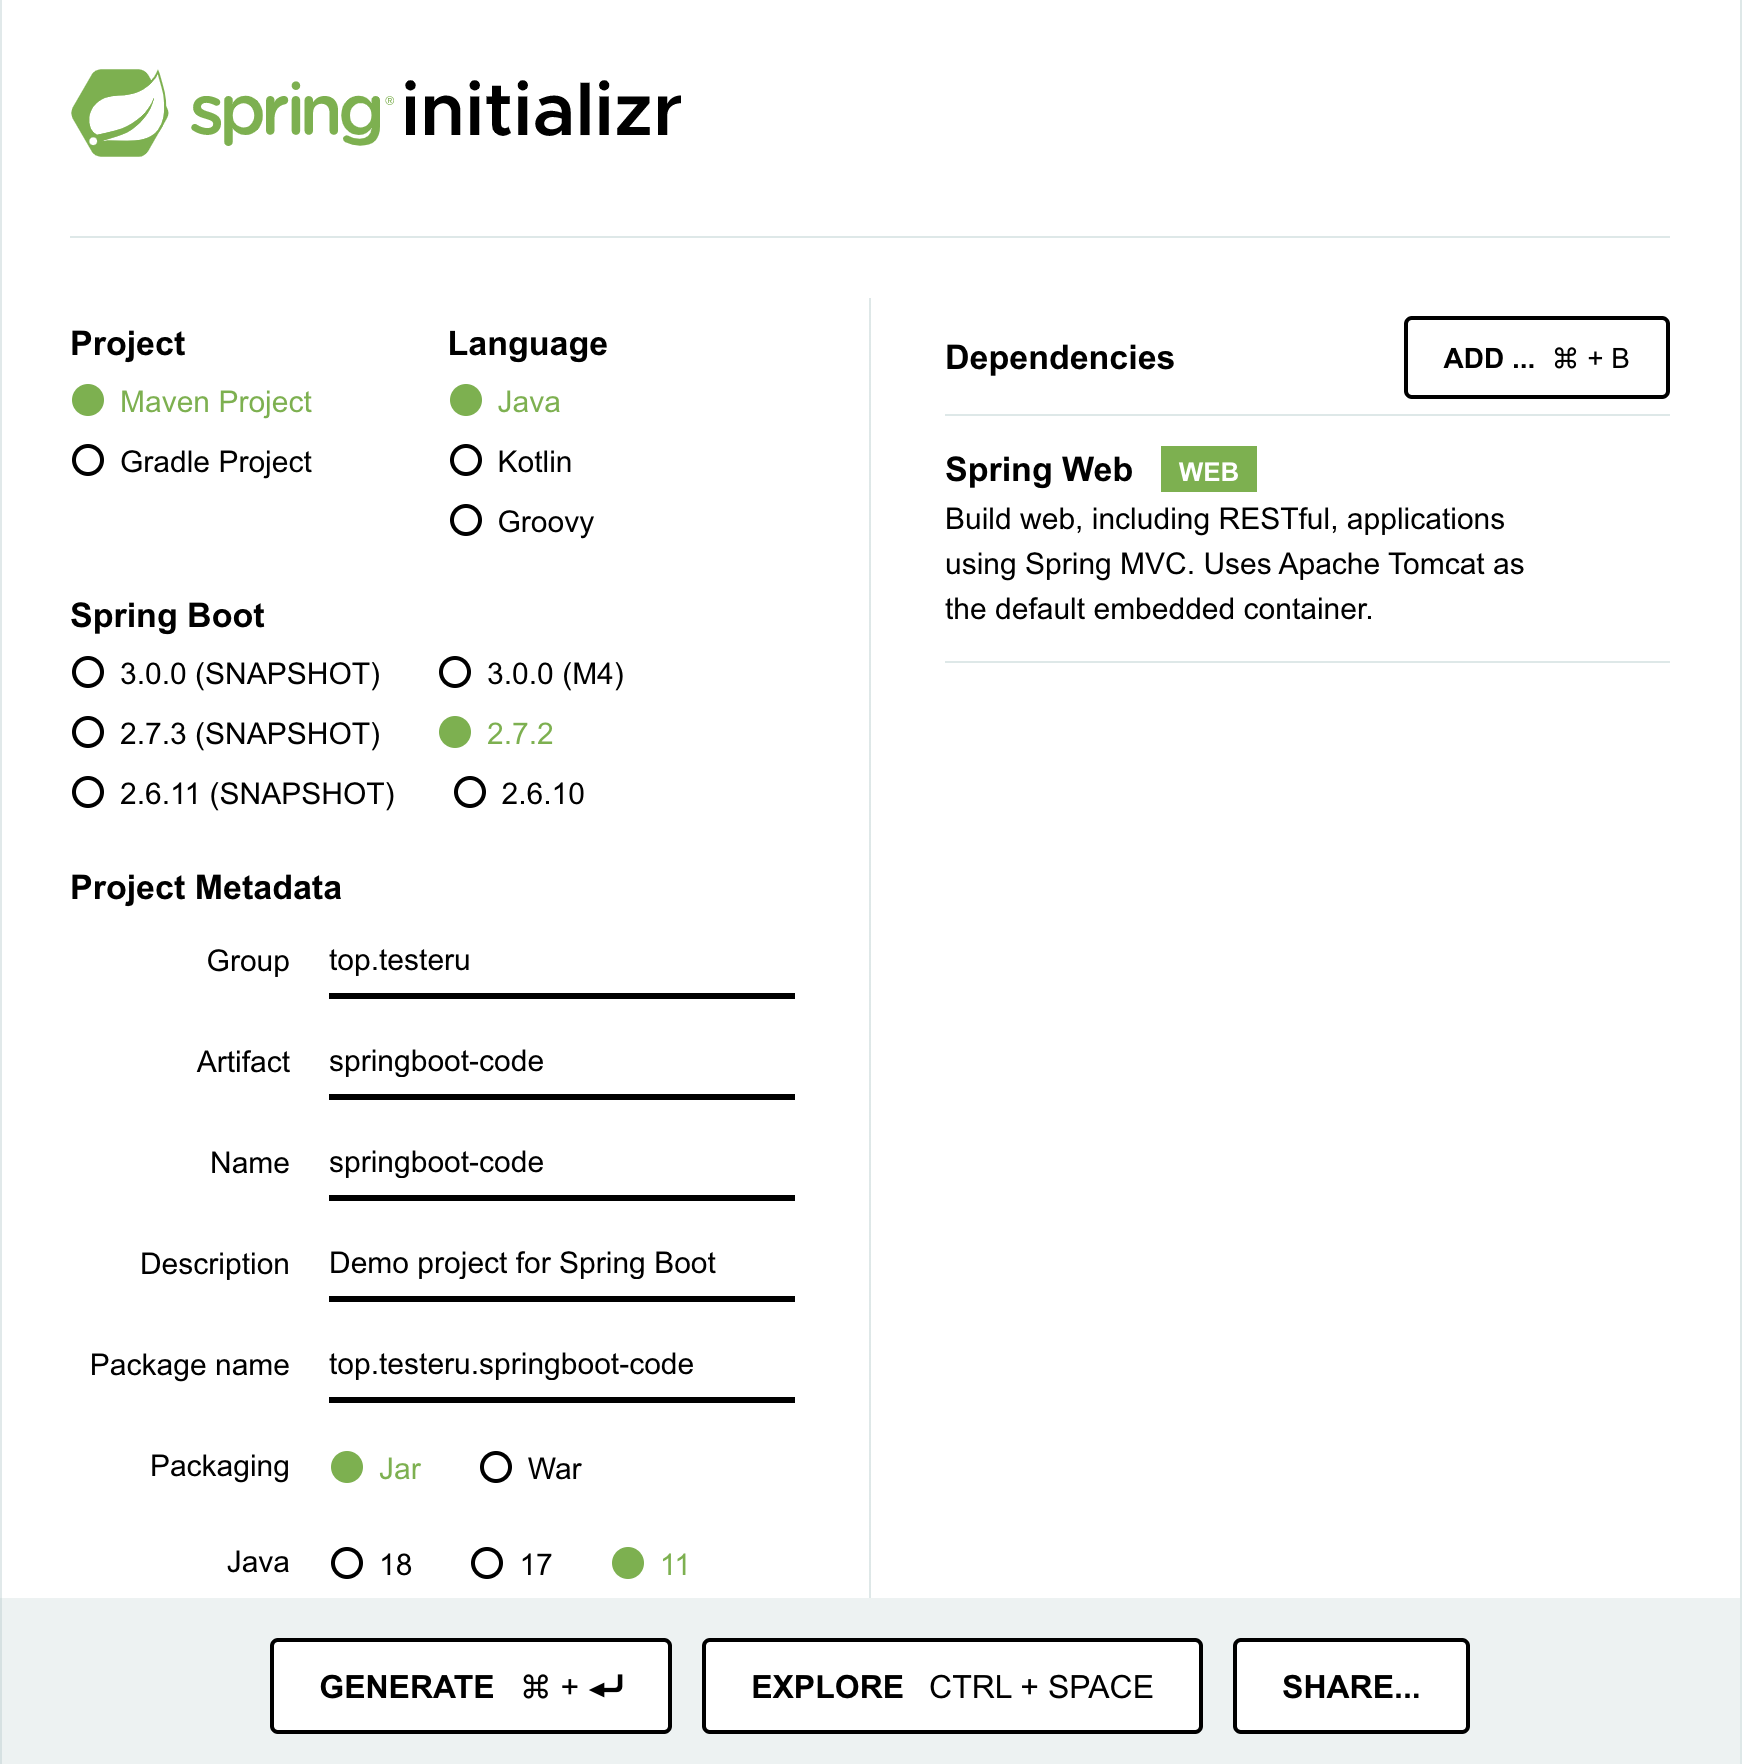 spring® initializr
Project
Maven Project
Gradle Project
Language
Java
Kotlin
Groovy
Spring Boot
3.0.0 (SNAPSHOT) 3.0.0 (M4)
2.7.3 (SNAPSHOT) 2.7.2
2.6.11 (SNAPSHOT) 2.6.10
Project Metadata
Group top.testeru
Artifact springboot-code
Name springboot-code
Description Demo project for Spring Boot
Package name top.testeru.springboot-code
Packaging Jar War
Java 18 17 11
Dependencies
ADD ... ⌘ + B
Spring Web WEB
Build web, including RESTful, applications
using Spring MVC. Uses Apache Tomcat as
the default embedded container.
GENERATE ⌘ + ↵
EXPLORE CTRL + SPACE
SHARE...